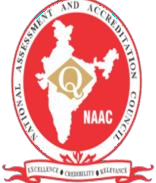 NATIONAL ASSESSMENT AND ACCREDITATION COUNCIL
Q
NAAC
EXCELLENCE ♦ CREDIBILITY ♦ RELEVANCE